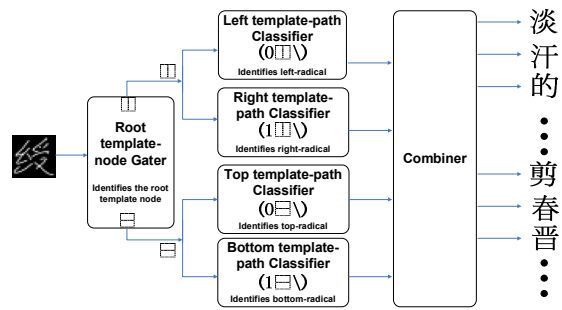 Root
template-
node Gater
Identifies the root
template node
⿰
⿱
⿰
⿱
Left template-path
Classifier
(0⿰\)
Identifies left-radical
Right template-
path Classifier
(1⿰\)
Identifies right-radical
Top template-path
Classifier
(0⿱\)
Identifies top-radical
Bottom template-
path Classifier
(1⿱\)
Identifies bottom-radical
Combiner
淡
汗
的
剪
春
晋